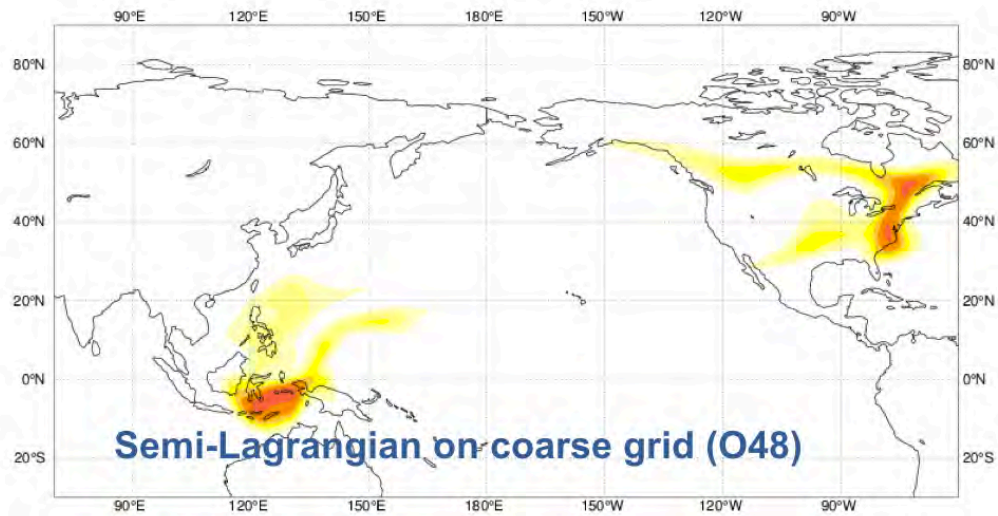 90°E 120°E 150°E 180°E 150°W 120°W 90°W
80°N 80°N
60°N 60°N
40°N 40°N
20°N 20°N
0°N 0°N
Semi-Lagrangian on coarse grid (O48)
20°S 20°S
90°E 120°E 150°E 180°E 150°W 120°W 90°W